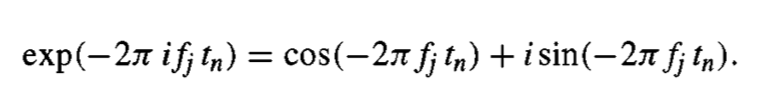 exp(−2π i f_j t_n) = cos(−2π f_j t_n) + i sin(−2π f_j t_n).